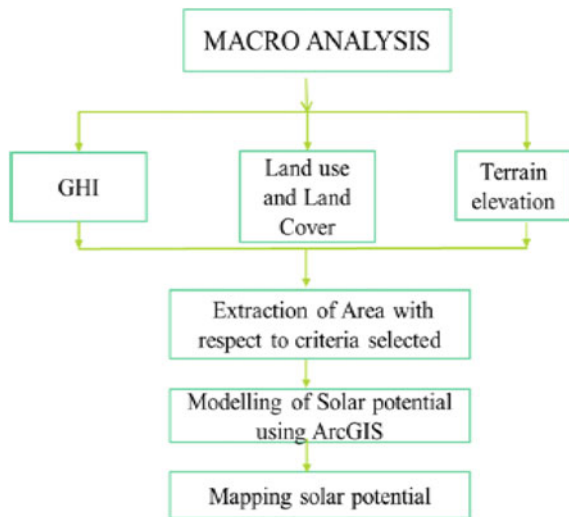 MACRO ANALYSIS
GHI
Land use
and Land
Cover
Terrain
elevation
Extraction of Area with
respect to criteria selected
Modelling of Solar potential
using ArcGIS
Mapping solar potential